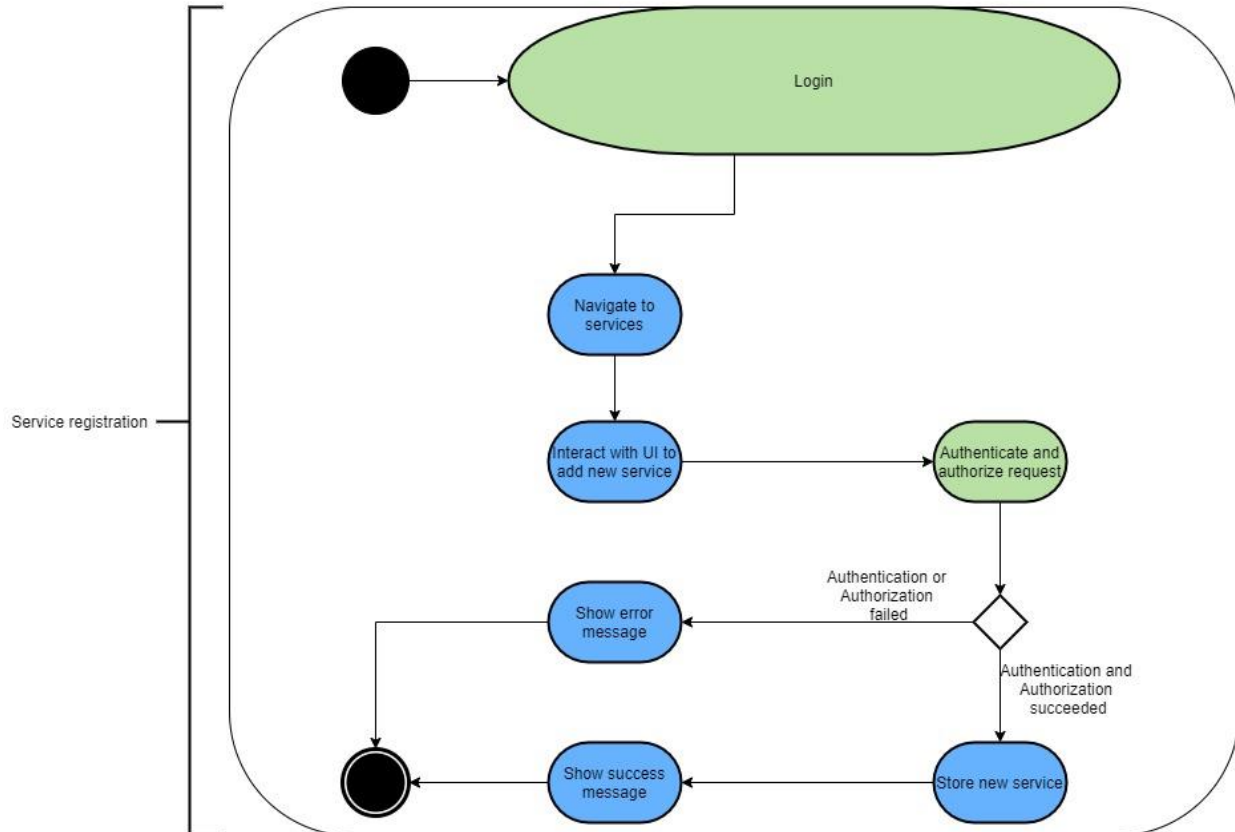 Login
Navigate to
services
Service registration
Interact with UI to
add new service
Authenticate and
authorize request
Authentication or
Authorization
failed
Show error
message
Authentication and
Authorization
succeeded
Show success
message
Store new service